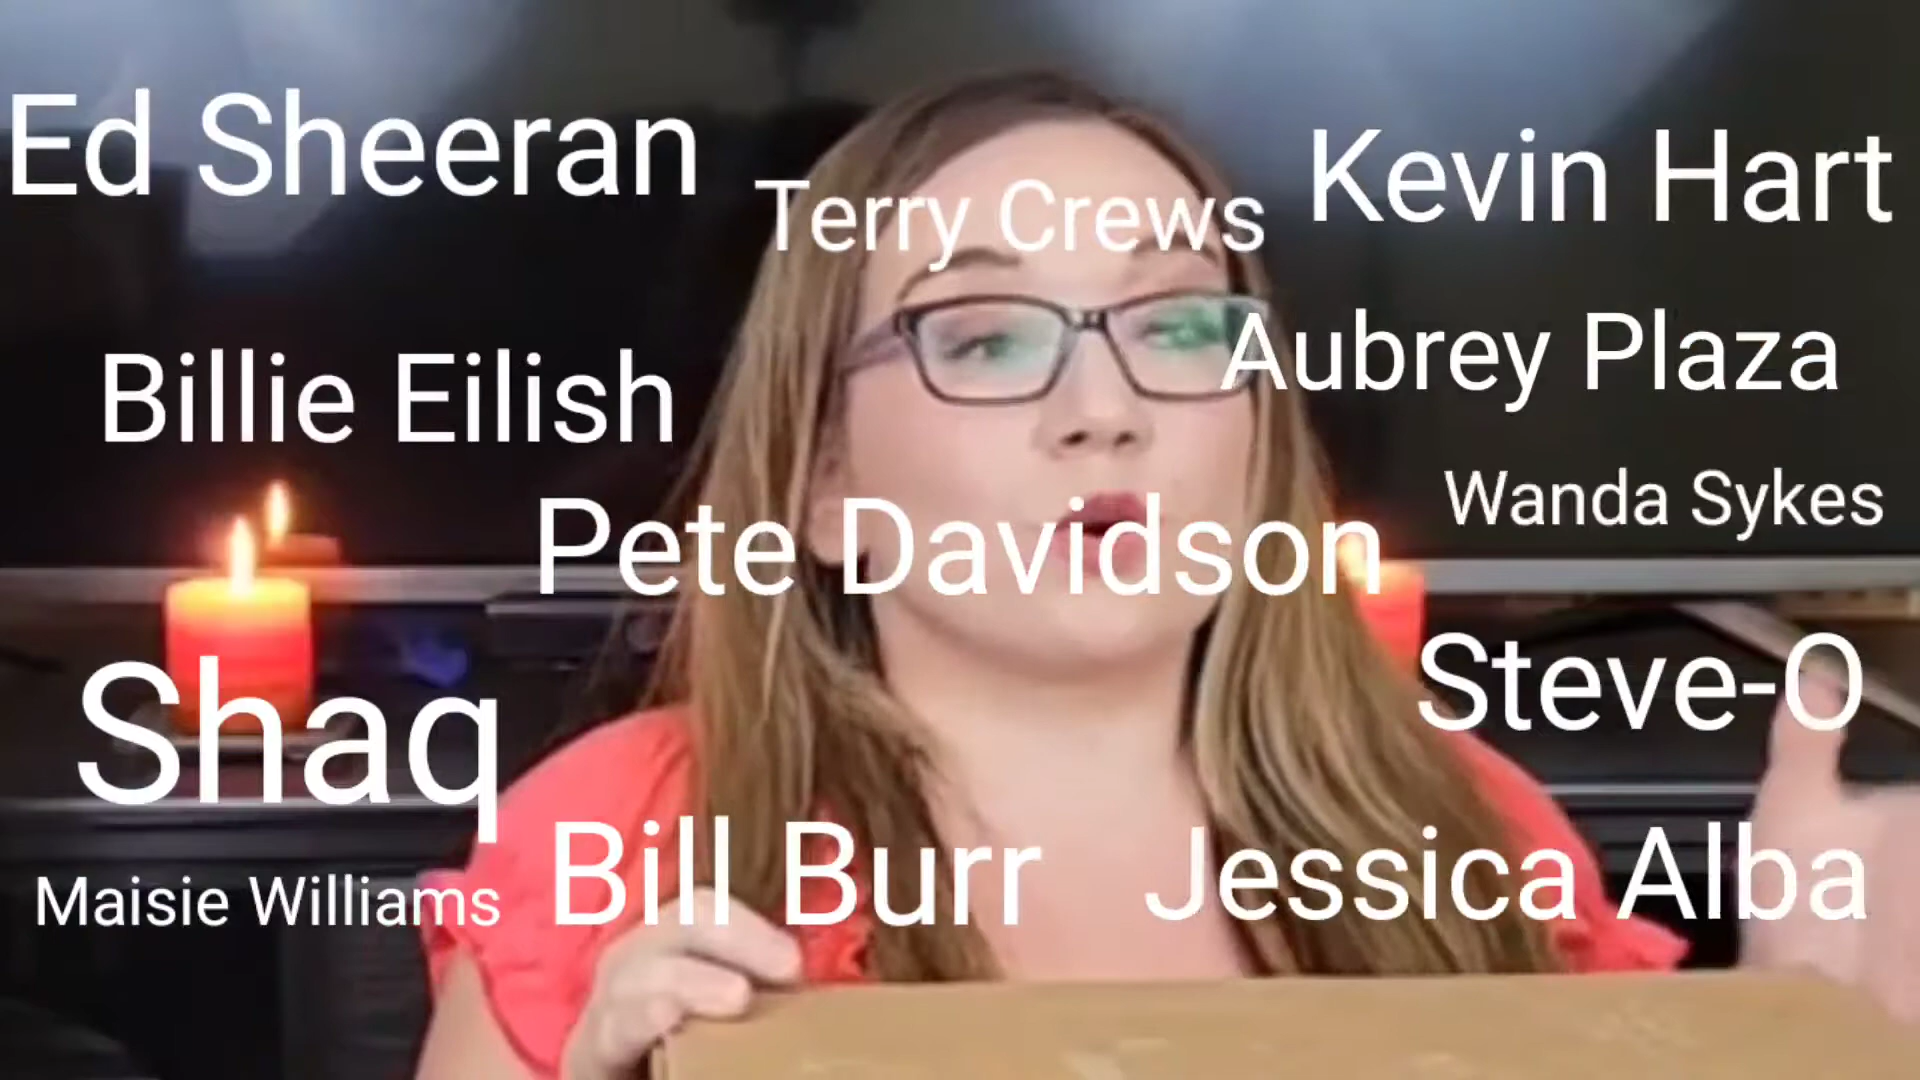 Ed Sheeran
Terry Crews
Kevin Hart
Billie Eilish
Aubrey Plaza
Wanda Sykes
Pete Davidson
Shaq
Steve-O
Maisie Williams
Bill Burr
Jessica Alba